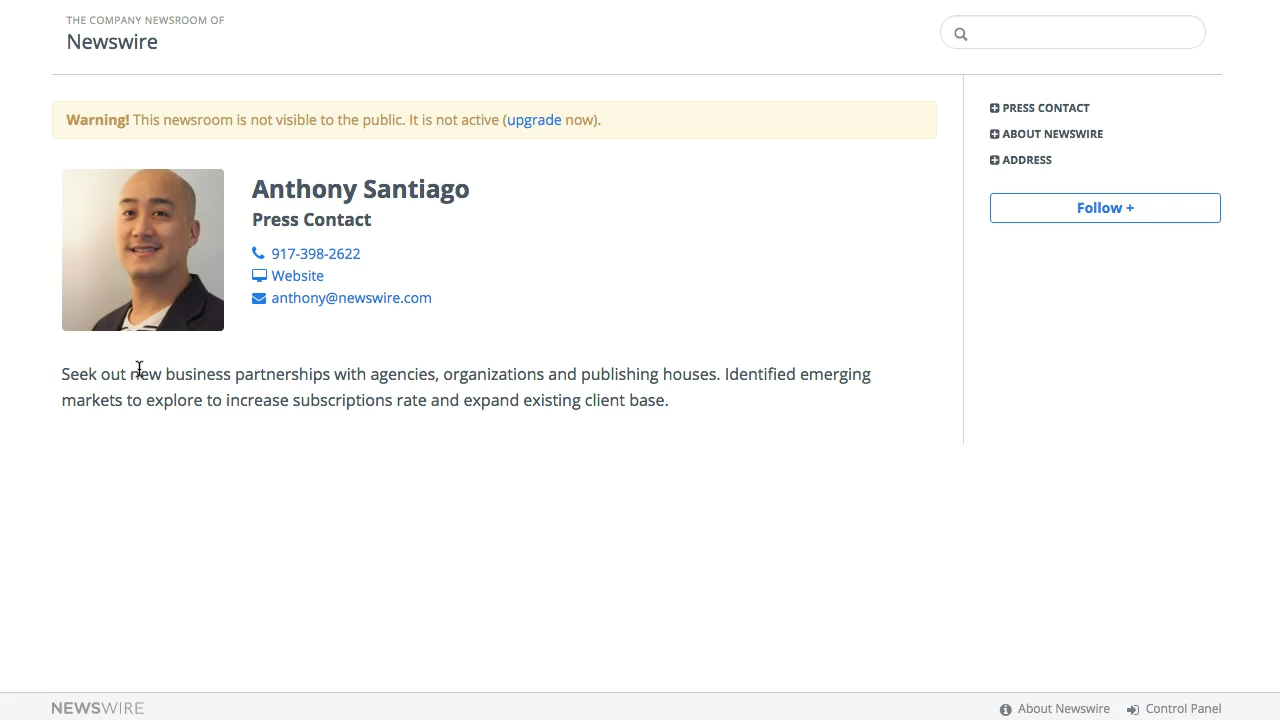 THE COMPANY NEWSROOM OF
Newswire
Warning! This newsroom is not visible to the public. It is not active (upgrade now).
Anthony Santiago
Press Contact
917-398-2622
Website
anthony@newswire.com
Seek out new business partnerships with agencies, organizations and publishing houses. Identified emerging
markets to explore to increase subscriptions rate and expand existing client base.
PRESS CONTACT
ABOUT NEWSWIRE
ADDRESS
Follow +
NEWSWIRE
About Newswire
Control Panel